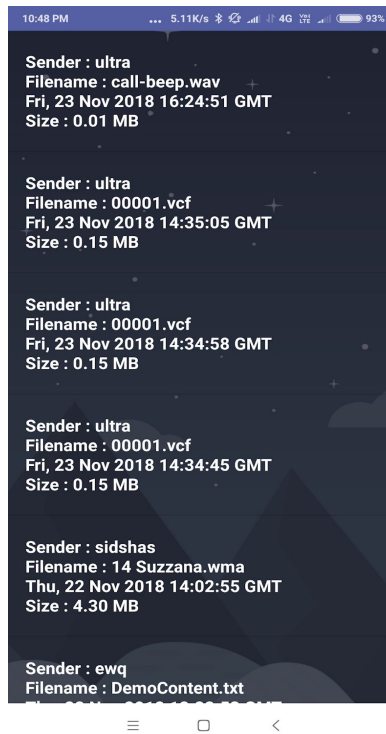 10:48 PM ... 5.11K/s 4G VoLTE 93%
Sender : ultra
Filename : call-beep.wav
Fri, 23 Nov 2018 16:24:51 GMT
Size : 0.01 MB
Sender : ultra
Filename : 00001.vcf
Fri, 23 Nov 2018 14:35:05 GMT
Size : 0.15 MB
Sender : ultra
Filename : 00001.vcf
Fri, 23 Nov 2018 14:34:58 GMT
Size : 0.15 MB
Sender : ultra
Filename : 00001.vcf
Fri, 23 Nov 2018 14:34:45 GMT
Size : 0.15 MB
Sender : sidshas
Filename : 14 Suzzana.wma
Thu, 22 Nov 2018 14:02:55 GMT
Size : 4.30 MB
Sender : ewq
Filename : DemoContent.txt